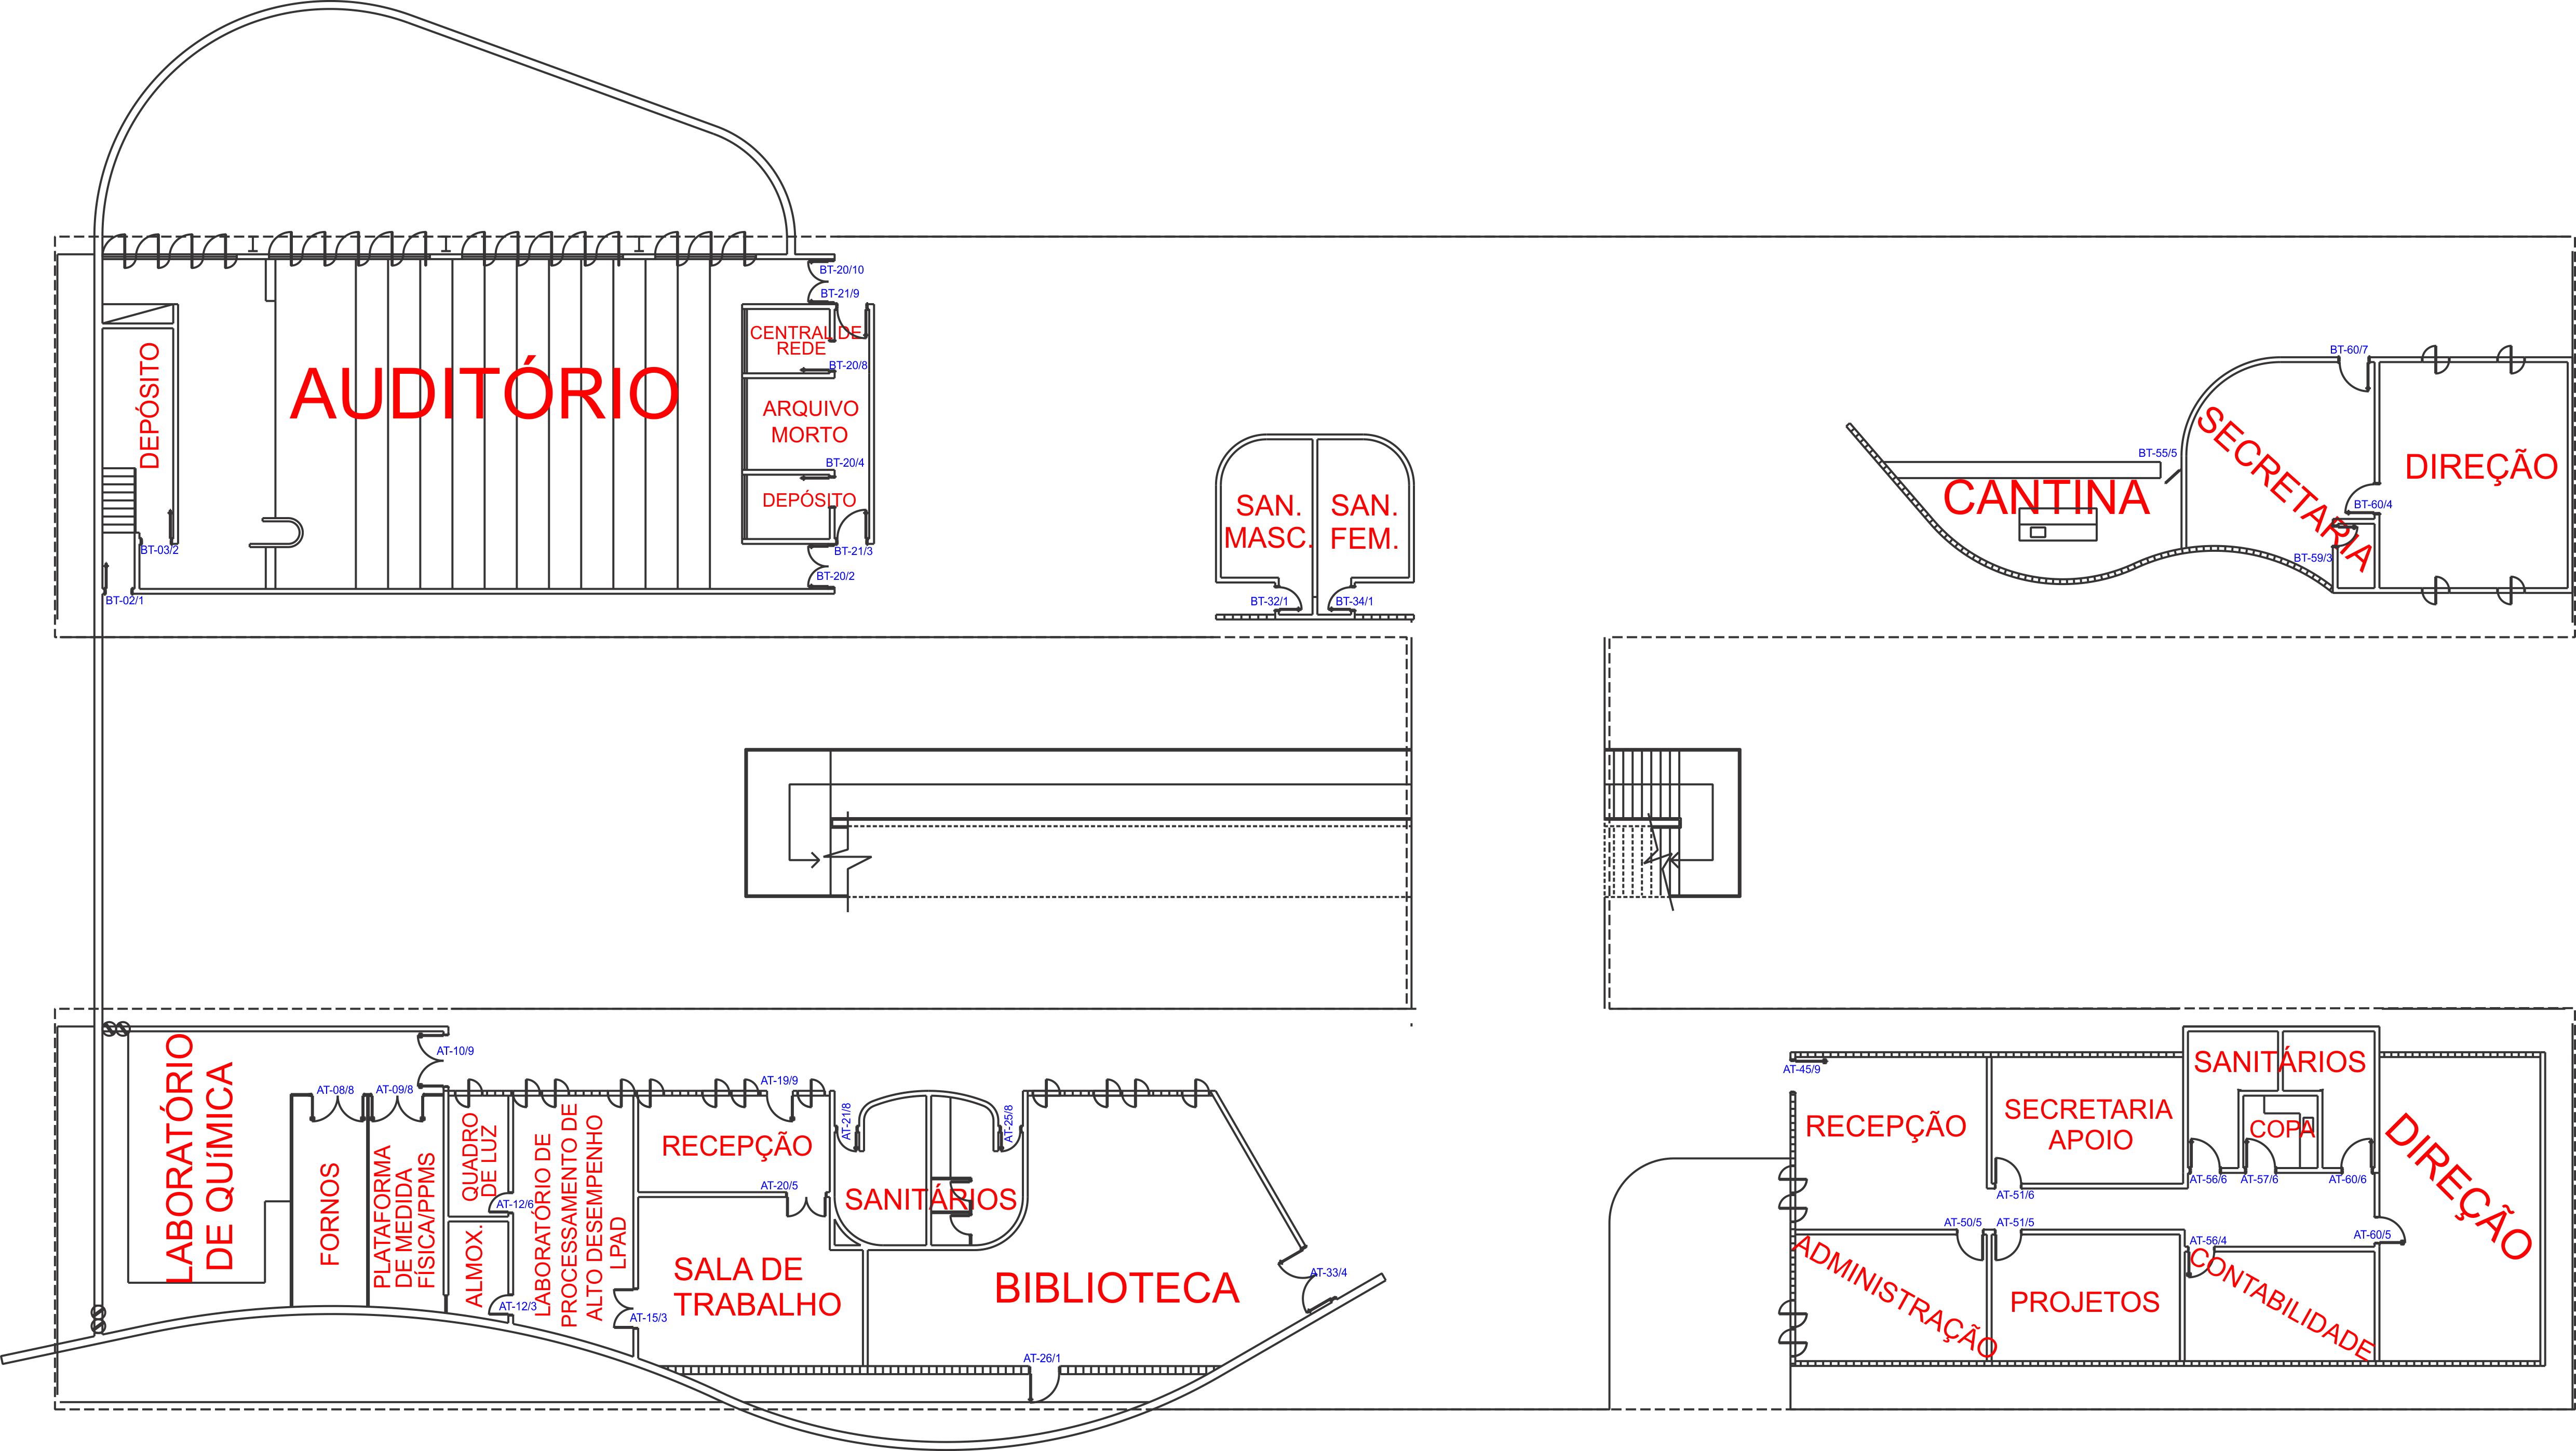 BT-20/10
BT-21/9
CENTRAL DE
REDE
BT-20/8
DEPÓSITO
AUDITÓRIO
ARQUIVO
MORTO
BT-20/4
DEPÓSITO
BT-03/2
BT-21/3
BT-20/2
BT-02/1
SAN.
MASC.
SAN.
FEM.
BT-32/1
BT-34/1
BT-60/7
SECRETARIA
BT-55/5
CANTINA
DIREÇÃO
BT-60/4
BT-59/3
LABORATÓRIO
DE QUÍMICA
AT-10/9
AT-08/8
AT-09/8
FORNOS
PLATAFORMA
DE MEDIDA
FÍSICA/PPMS
QUADRO
DE LUZ
AT-12/6
ALMOX.
AT-12/3
LABORATÓRIO DE
PROCESSAMENTO DE
ALTO DESEMPENHO
LPAD
AT-15/3
AT-19/9
RECEPÇÃO
AT-20/5
SALA DE
TRABALHO
AT-21/8
AT-25/8
SANITÁRIOS
BIBLIOTECA
AT-33/4
AT-26/1
AT-45/9
RECEPÇÃO
SECRETARIA
APOIO
SANITÁRIOS
COPA
AT-51/6
AT-56/6
AT-57/6
AT-60/6
DIREÇÃO
AT-50/5
AT-51/5
AT-56/4
AT-60/5
ADMINISTRAÇÃO
PROJETOS
CONTABILIDADE